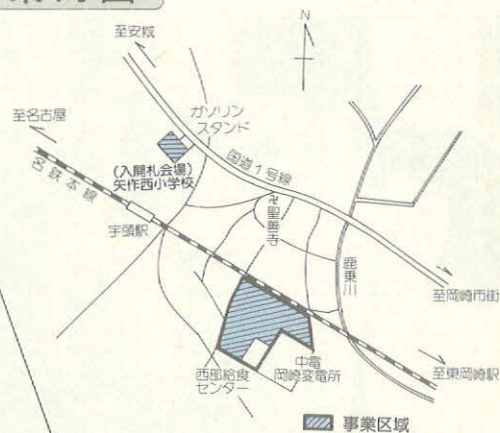 N
至安城
ガソリン
スタンド
至名古屋
(入開札会場)
矢作西小学校
国道1号線
名鉄本線
宇頭駅
卍聖善寺
鹿乗川
至岡崎市街
西部給食
センター
中電
岡崎変電所
至東岡崎駅
事業区域